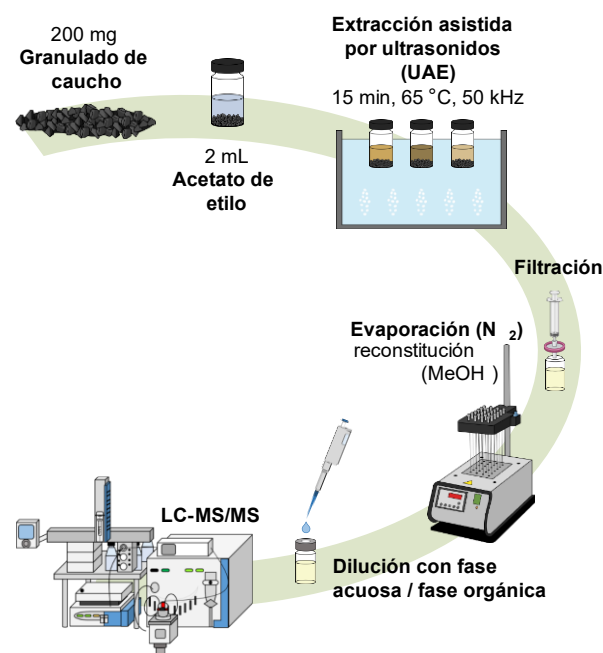 200 mg
Granulado de
caucho
2 mL
Acetato de
etilo
Extracción asistida
por ultrasonidos
(UAE)
15 min, 65 °C, 50 kHz
Filtración
Evaporación (N 2)
reconstitución
(MeOH )
Dilución con fase
acuosa / fase orgánica
LC-MS/MS